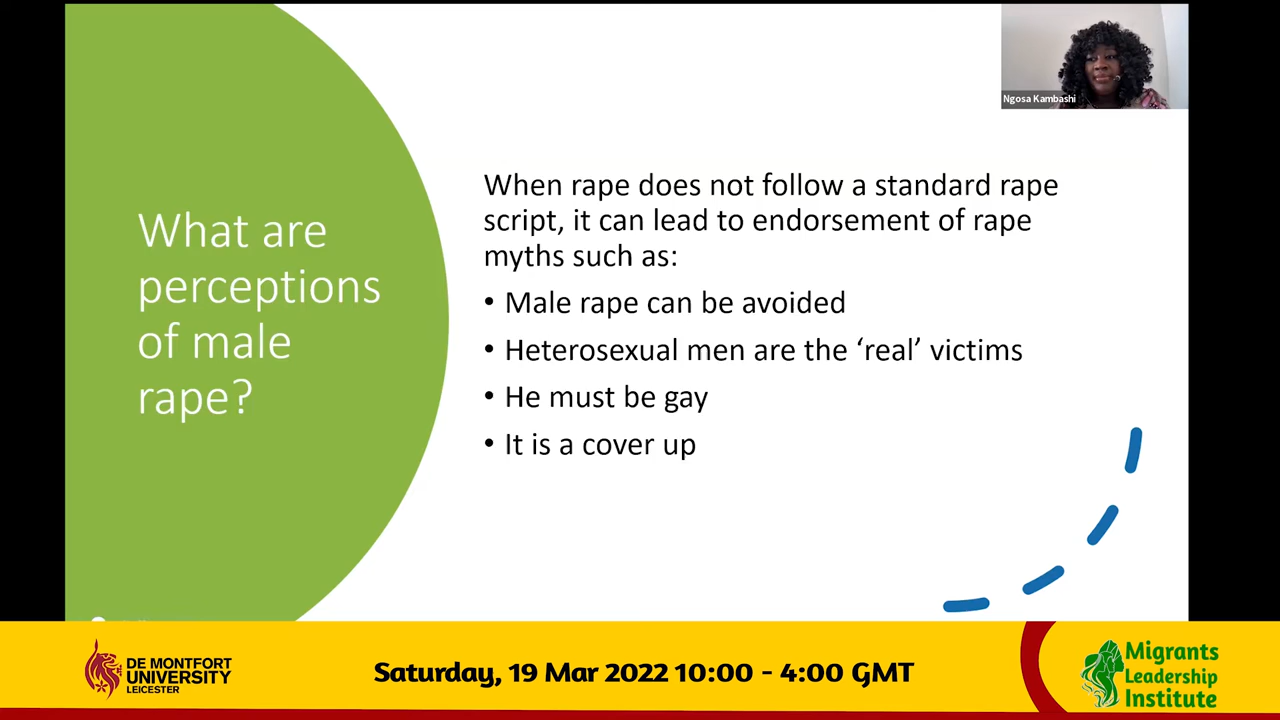 What are
perceptions
of male
rape?
When rape does not follow a standard rape
script, it can lead to endorsement of rape
myths such as:
• Male rape can be avoided
• Heterosexual men are the ‘real’ victims
• He must be gay
• It is a cover up
Ngosa Kambashi
DE MONTFORT
UNIVERSITY
LEICESTER
Saturday, 19 Mar 2022 10:00 - 4:00 GMT
Migrants
Leadership
Institute